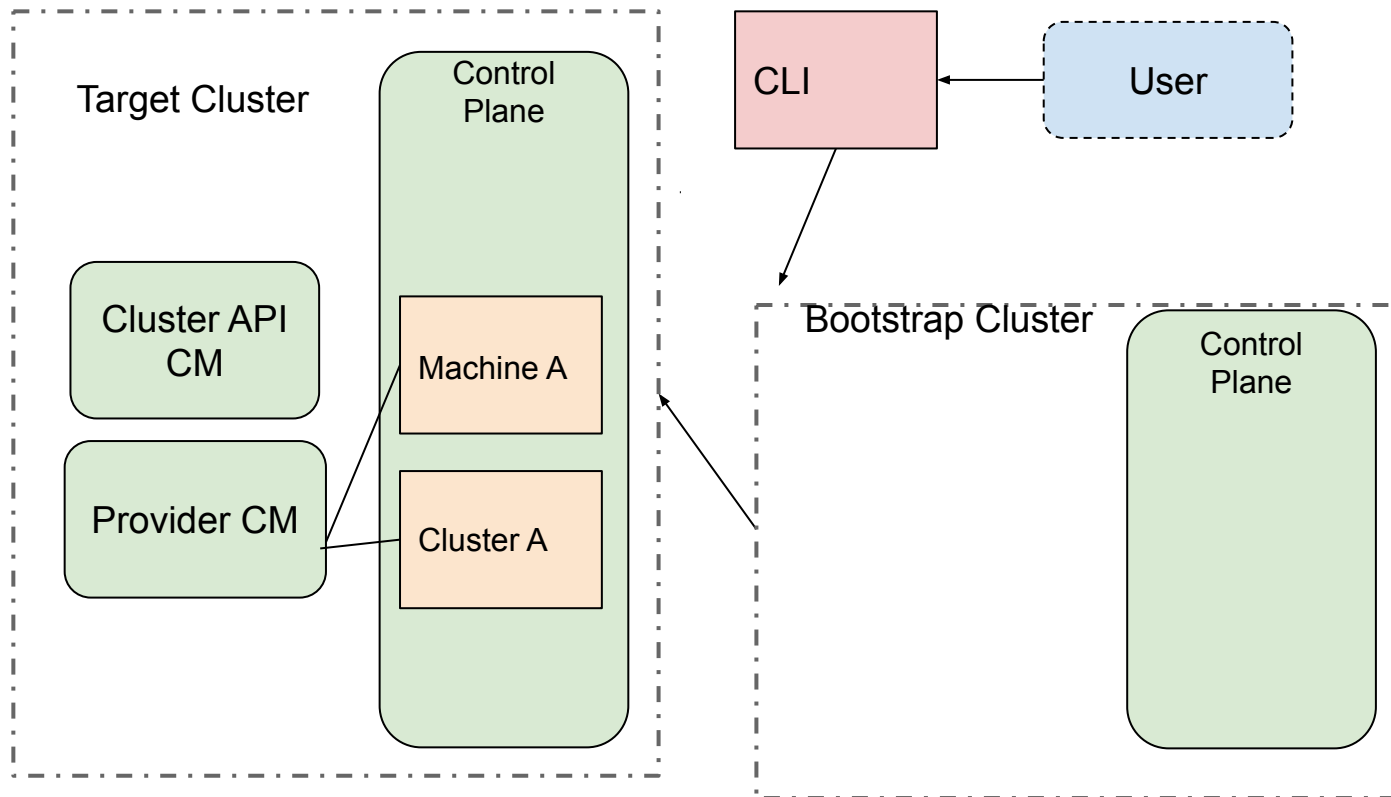 Target Cluster
Control
Plane
CLI
User
Cluster API
CM
Machine A
Provider CM
Cluster A
Bootstrap Cluster
Control
Plane